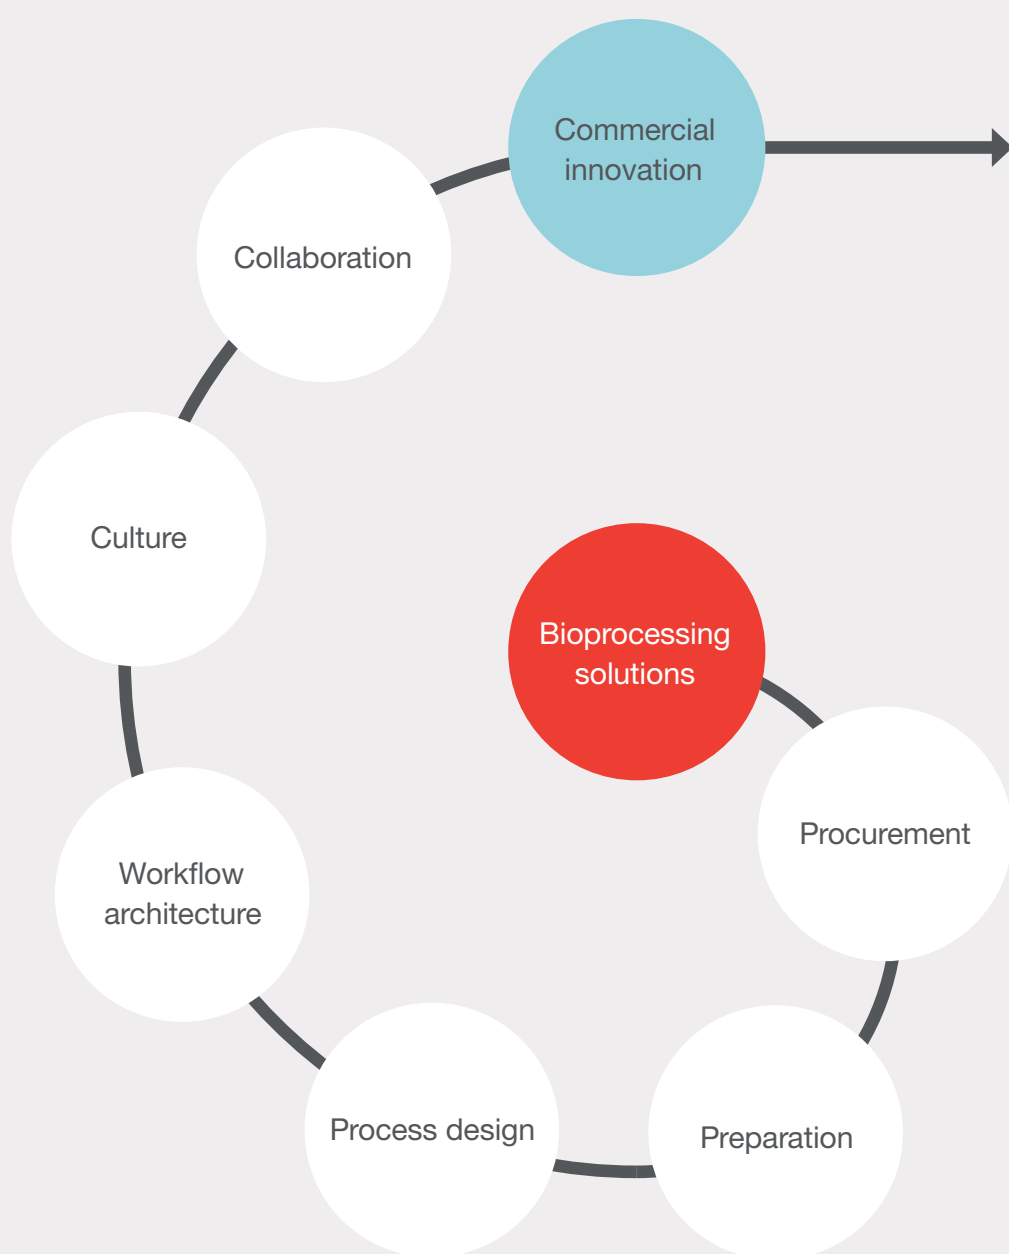 Commercial
innovation
Collaboration
Culture
Bioprocessing
solutions
Procurement
Workflow
architecture
Process design
Preparation